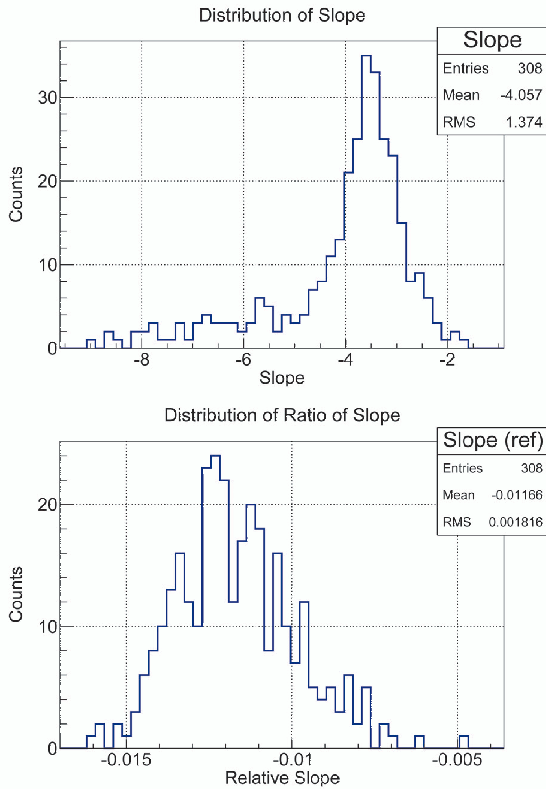 Distribution of Slope
Slope
Entries 308
Mean -4.057
RMS 1.374
30
20
10
0
Counts
-8 -6 -4 -2
Slope
Distribution of Ratio of Slope
Slope (ref)
Entries 308
Mean -0.01166
RMS 0.001816
20
10
0
Counts
-0.015 -0.01 -0.005
Relative Slope